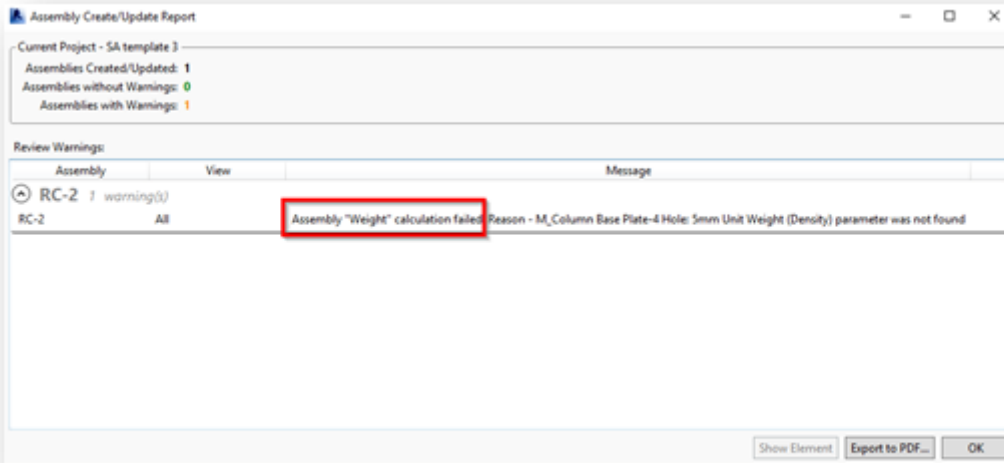 Assembly Create/Update Report
Current Project - SA template 3
Assemblies Created/Updated: 1
Assemblies without Warnings: 0
Assemblies with Warnings: 1
Review Warnings:
Assembly View Message
RC-2 1 warning(s)
RC-2 All Assembly "Weight" calculation failed. Reason - M_Column Base Plate-4 Hole: 5mm Unit Weight (Density) parameter was not found
Show Element Export to PDF... OK